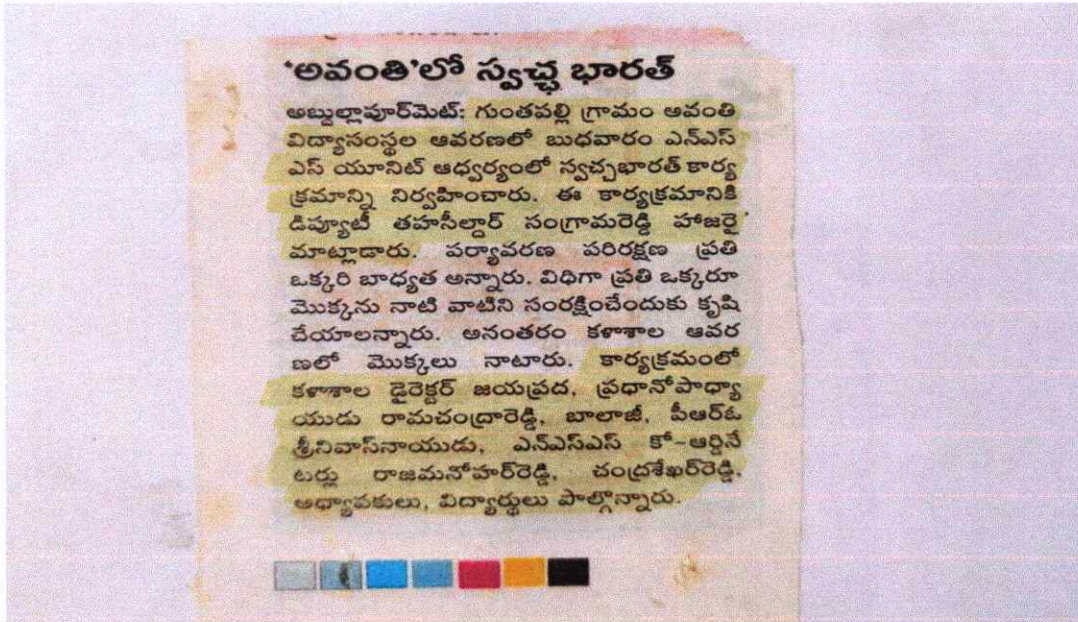 'అవంతి'లో స్వచ్ఛ భారత్
అబ్దుల్లాపూర్‌మెట్: గుంతపల్లి గ్రామం అవంతి
విద్యాసంస్థల ఆవరణలో బుధవారం ఎన్ఎస్
ఎస్ యూనిట్ ఆధ్వర్యంలో స్వచ్ఛభారత్ కార్య
క్రమాన్ని నిర్వహించారు. ఈ కార్యక్రమానికి
డిప్యూటీ తహసీల్దార్ సంగ్రామరెడ్డి హాజరై
మాట్లాడారు. పర్యావరణ పరిరక్షణ ప్రతి
ఒక్కరి బాధ్యత అన్నారు. విధిగా ప్రతి ఒక్కరూ
మొక్కను నాటి వాటిని సంరక్షించేందుకు కృషి
చేయాలన్నారు. అనంతరం కళాశాల ఆవర
ణలో మొక్కలు నాటారు. కార్యక్రమంలో
కళాశాల డైరెక్టర్ జయప్రద, ప్రధానోపాధ్యా
యుడు రామచంద్రారెడ్డి, బాలాజీ, పీఆర్ఓ
శ్రీనివాస్‌నాయుడు, ఎన్ఎస్ఎస్ కో-ఆర్డినే
టర్లు రాజమనోహర్‌రెడ్డి, చంద్రశేఖర్‌రెడ్డి,
అధ్యాపకులు, విద్యార్థులు పాల్గొన్నారు.